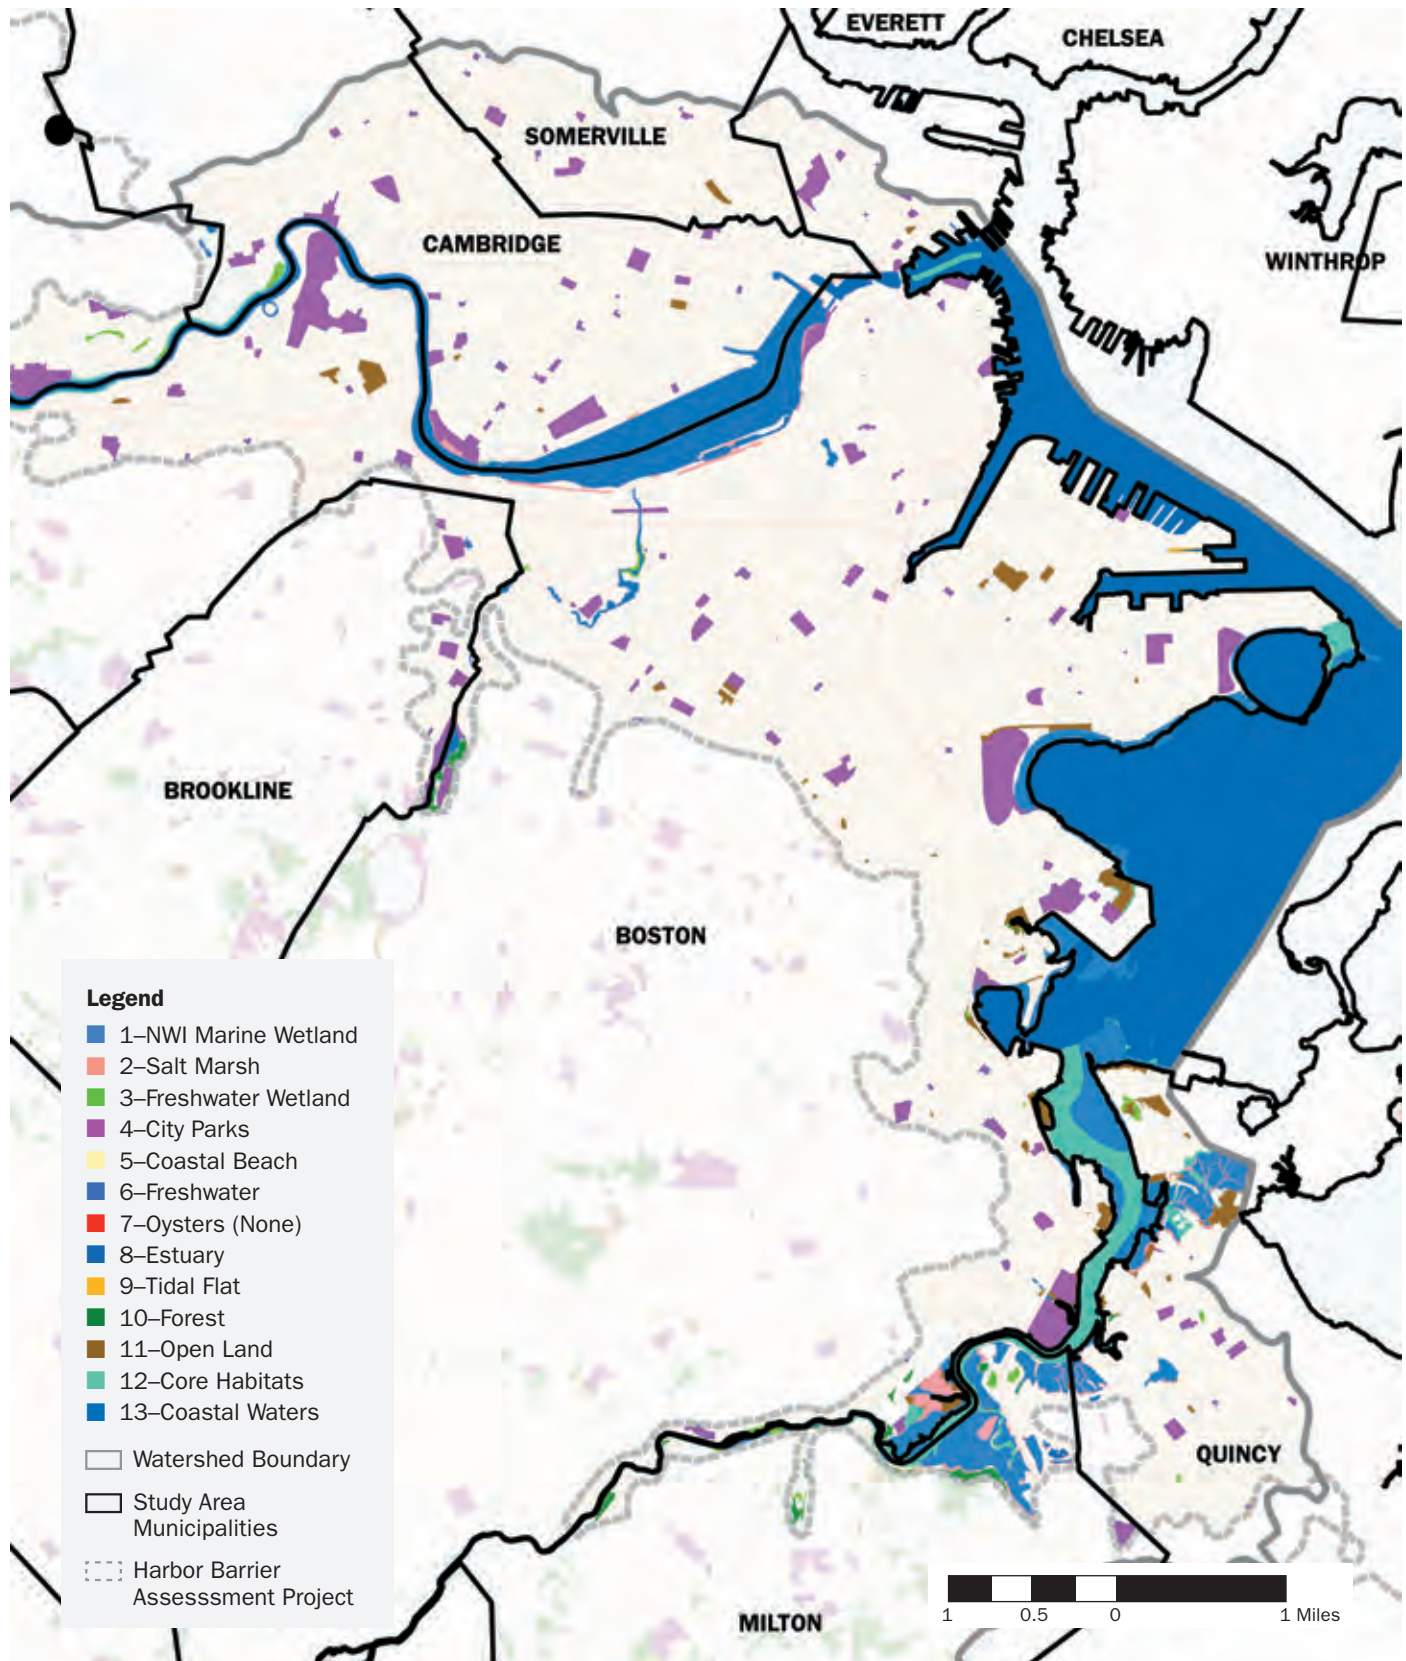 EVERETT
CHELSEA
SOMERVILLE
CAMBRIDGE
WINTHROP
BROOKLINE
BOSTON
Legend
1–NWI Marine Wetland
2–Salt Marsh
3–Freshwater Wetland
4–City Parks
5–Coastal Beach
6–Freshwater
7–Oysters (None)
8–Estuary
9–Tidal Flat
10–Forest
11–Open Land
12–Core Habitats
13–Coastal Waters
Watershed Boundary
Study Area
Municipalities
Harbor Barrier
Assesssment Project
QUINCY
MILTON
1 0.5 0 1 Miles